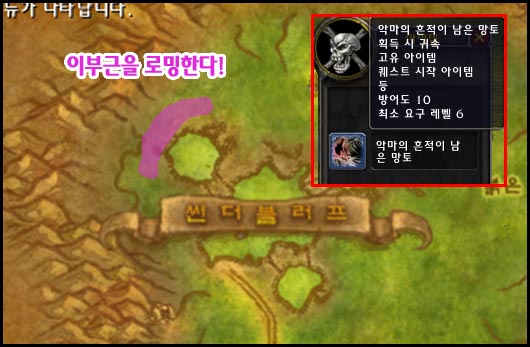 나타납니다.
이부근을 로밍한다!
악마의 흔적이 남은 망토
획득 시 귀속
고유 아이템
퀘스트 시작 아이템
등
방어도 10
최소 요구 레벨 6
악마의 흔적이 남
은 망토
썬더블러프